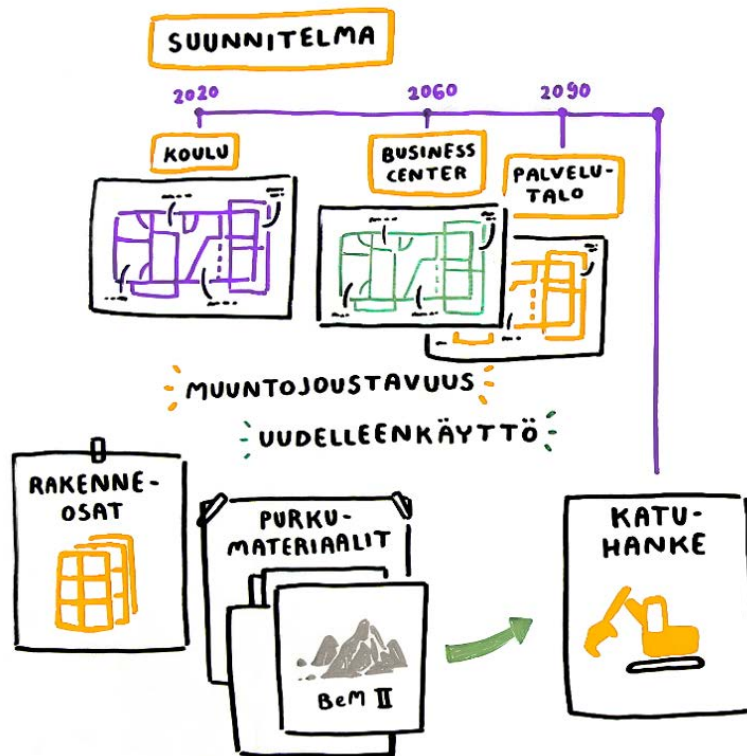 SUUNNITELMA
2020
2060
2090
KOULU
BUSINESS
CENTER
PALVELU-
TALO
MUUNTOJOUSTAVUUS
UUDELLEENKÄYTTÖ
RAKENNE-
OSAT
PURKU-
MATERIAALIT
BeM II
KATU-
HANKE